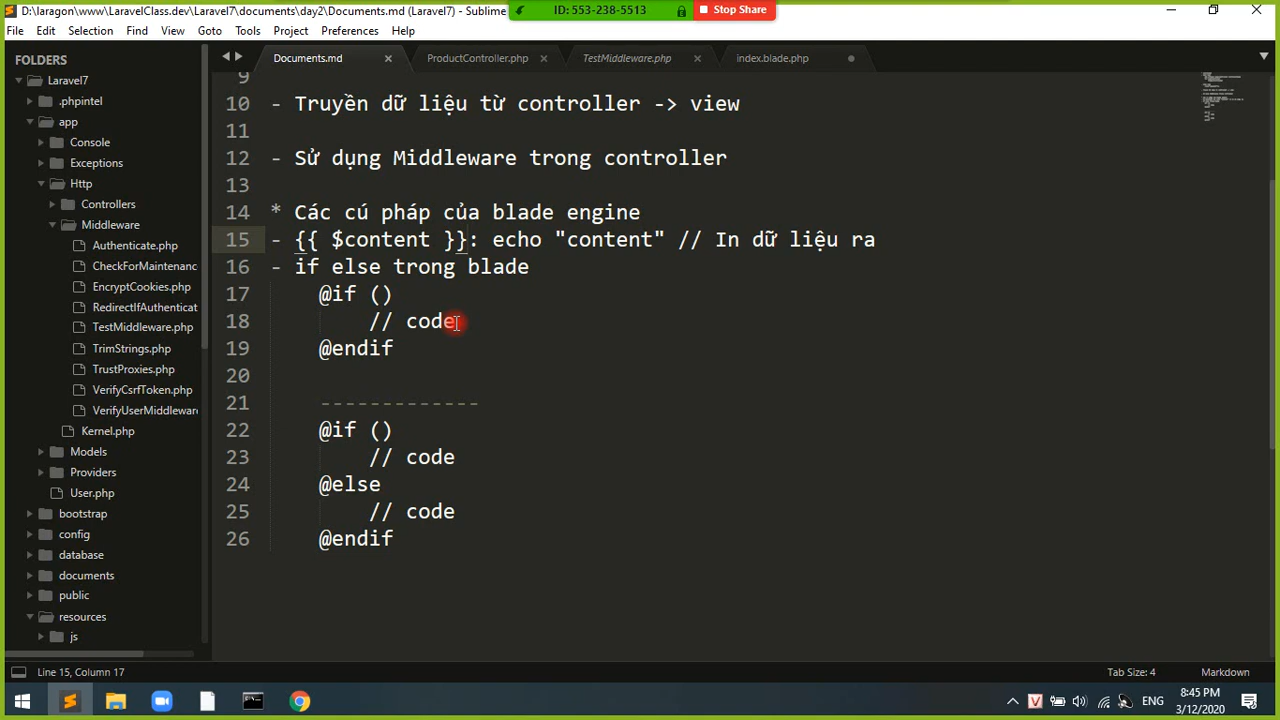 D:\laragon\www\LaravelClass.dev\Laravel7\documents\day2\Documents.md (Laravel7) - Sublime
ID: 553-238-5513
Stop Share
File Edit Selection Find View Goto Tools Project Preferences Help
FOLDERS
Laravel7
.phpintel
app
Console
Exceptions
Http
Controllers
Middleware
Authenticate.php
CheckForMaintenanc
EncryptCookies.php
RedirectIfAuthenticat
TestMiddleware.php
TrimStrings.php
TrustProxies.php
VerifyCsrfToken.php
VerifyUserMiddleware
Kernel.php
Models
Providers
User.php
bootstrap
config
database
documents
public
resources
js
Documents.md
ProductController.php
TestMiddleware.php
index.blade.php
9
10 - Truyền dữ liệu từ controller -> view
11
12 - Sử dụng Middleware trong controller
13
14 * Các cú pháp của blade engine
15 - {{ $content }}: echo "content" // In dữ liệu ra
16 - if else trong blade
17 @if ()
18 // code
19 @endif
20
21 -------------
22 @if ()
23 // code
24 @else
25 // code
26 @endif
Line 15, Column 17
Tab Size: 4
Markdown
ENG
8:45 PM
3/12/2020